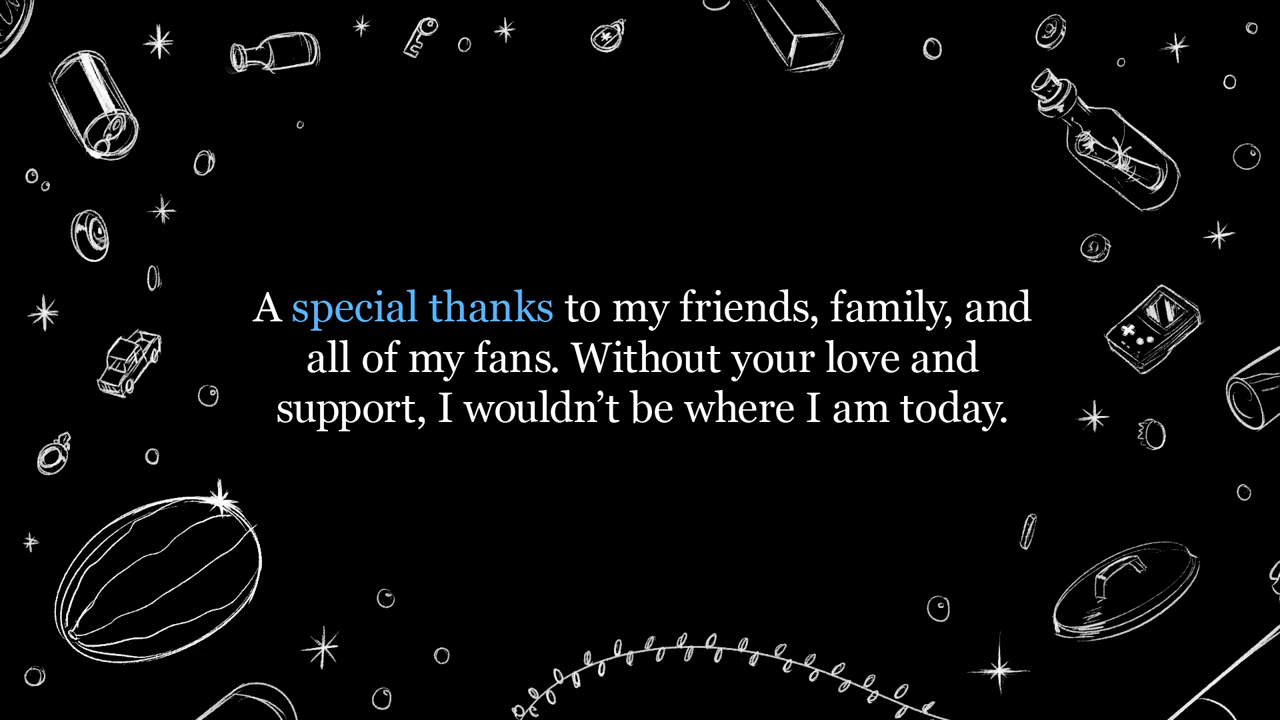 A special thanks to my friends, family, and
all of my fans. Without your love and
support, I wouldn’t be where I am today.